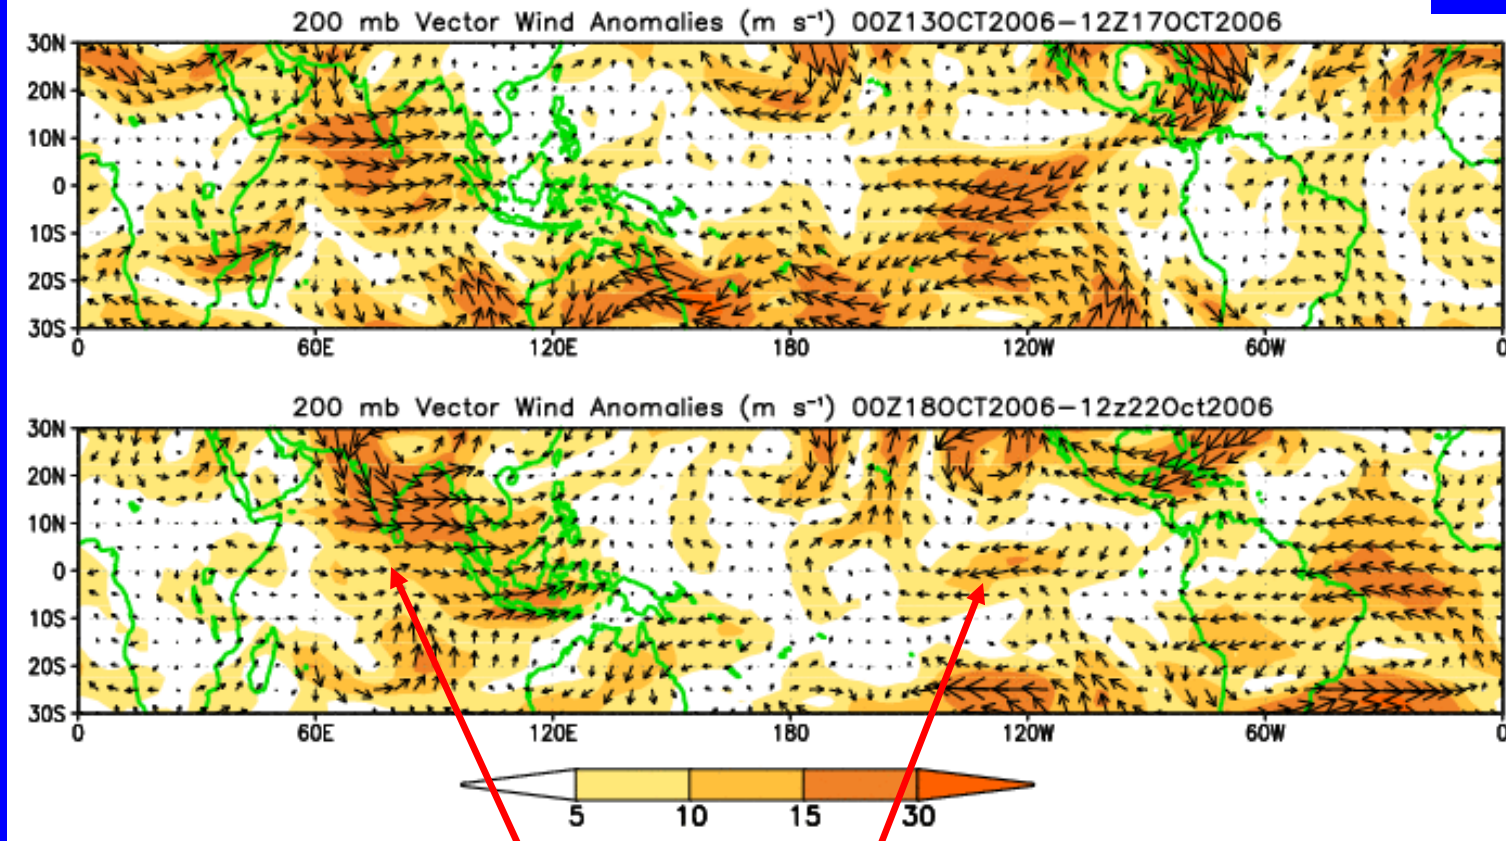 200 mb Vector Wind Anomalies (m s⁻¹) 00Z13OCT2006–12Z17OCT2006
30N
20N
10N
0
10S
20S
30S
0 60E 120E 180 120W 60W 0
200 mb Vector Wind Anomalies (m s⁻¹) 00Z18OCT2006–12z22Oct2006
30N
20N
10N
0
10S
20S
30S
0 60E 120E 180 120W 60W 0
5 10 15 30